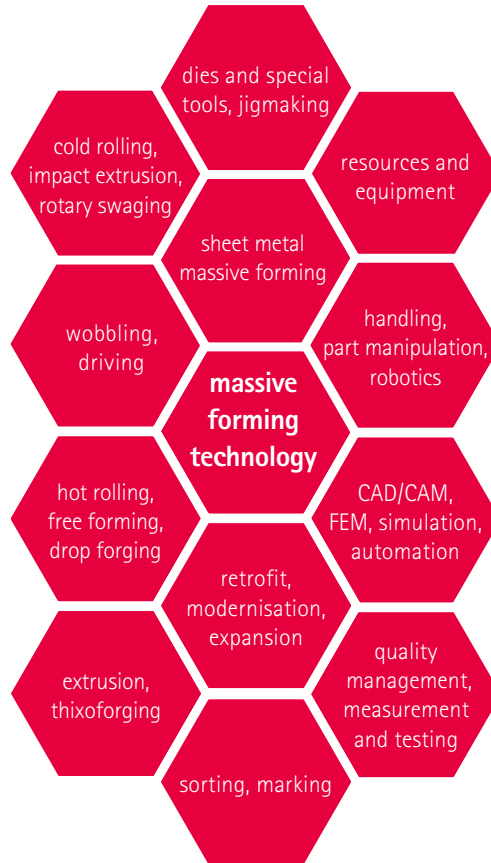 dies and special
tools, jigmaking
cold rolling,
impact extrusion,
rotary swaging
resources and
equipment
sheet metal
massive forming
wobbling,
driving
handling,
part manipulation,
robotics
massive
forming
technology
hot rolling,
free forming,
drop forging
CAD/CAM,
FEM, simulation,
automation
retrofit,
modernisation,
expansion
extrusion,
thixoforging
quality
management,
measurement
and testing
sorting, marking